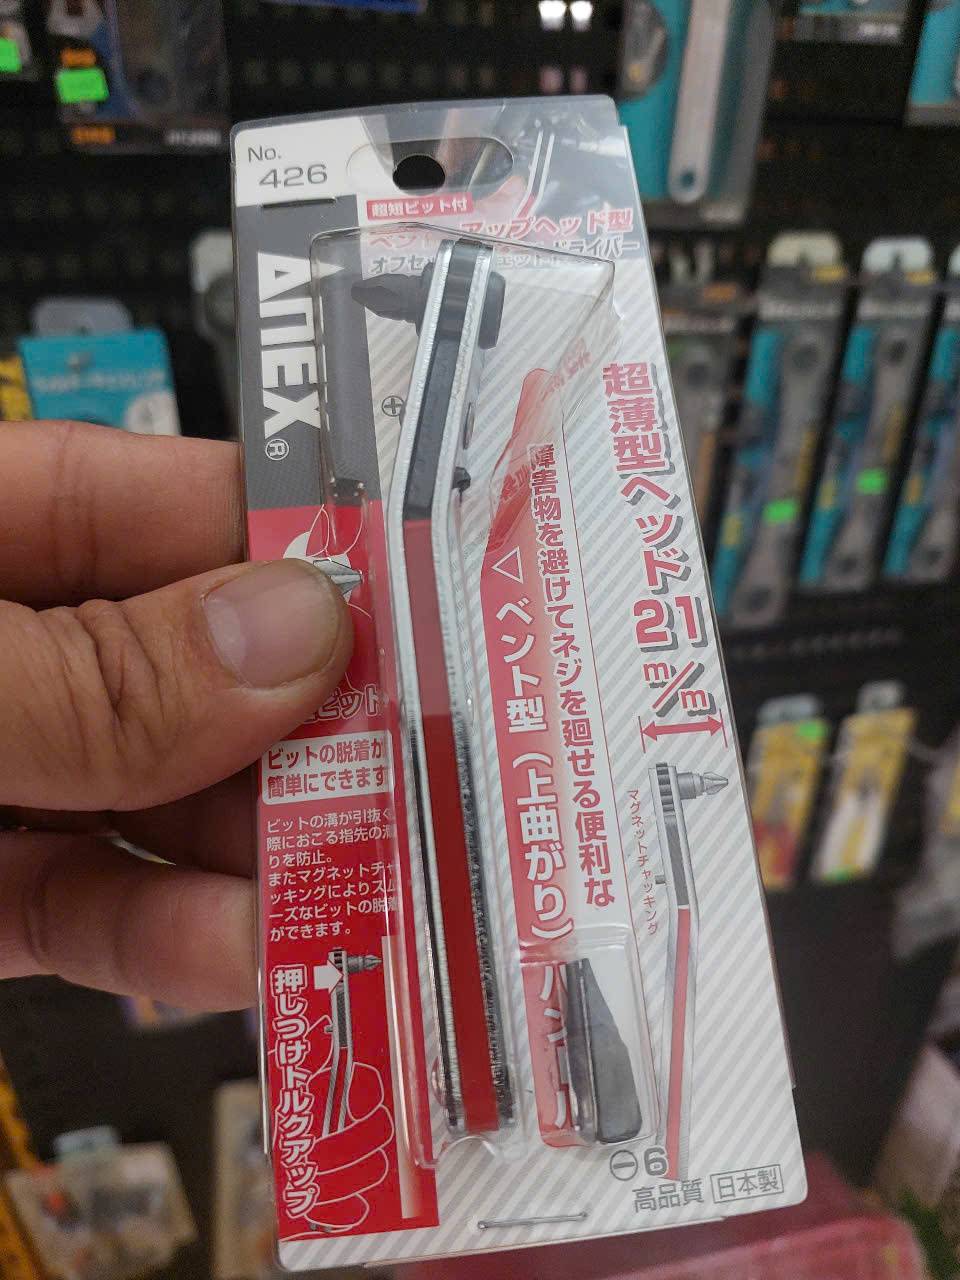 No.
426
超短ビット付
アップヘッド型
ドライバー
ANEX®
超薄型ヘッド21m/m
障害物を避けてネジを廻せる便利な
ベント型(上曲がり)ハンドル
マグネットチャッキング
ビットの脱着が
簡単にできます
ビットの溝が引抜く
際におこる指先の滑
りを防止。
またマグネットチャ
ッキングによりスム
ーズなビットの脱着
ができます。
押しつけトルクアップ
⊖6
高品質 日本製